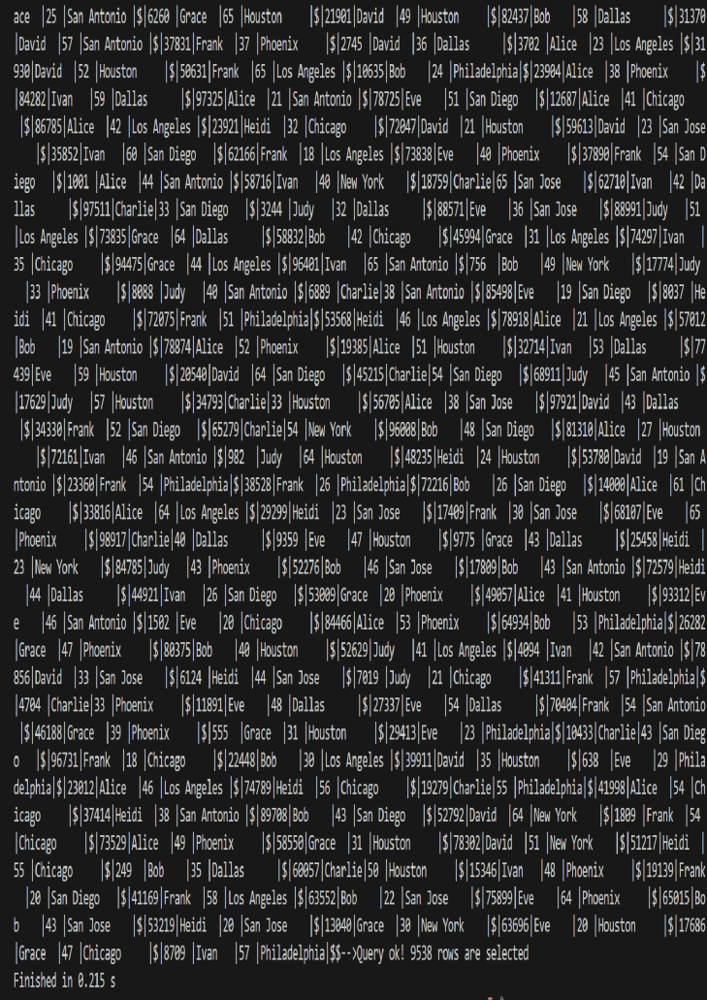 ace  |25 |San Antonio |$|6260 |Grace  |65 |Houston     |$|21901|David  |49 |Houston     |$|82437|Bob    |58 |Dallas      |$|31370
|David  |57 |San Antonio |$|37831|Frank  |37 |Phoenix     |$|2745 |David  |36 |Dallas      |$|3702 |Alice  |23 |Los Angeles |$|31
930|David  |52 |Houston     |$|50631|Frank  |65 |Los Angeles |$|10635|Bob    |24 |Philadelphia|$|23904|Alice  |38 |Phoenix     |$
|84282|Ivan   |59 |Dallas      |$|97325|Alice  |21 |San Antonio |$|78725|Eve    |51 |San Diego   |$|12687|Alice  |41 |Chicago
|$|86785|Alice  |42 |Los Angeles |$|23921|Heidi  |32 |Chicago     |$|72047|David  |21 |Houston     |$|59613|David  |23 |San Jose
|$|35852|Ivan   |60 |San Diego   |$|62166|Frank  |18 |Los Angeles |$|73838|Eve    |40 |Phoenix     |$|37890|Frank  |54 |San D
iego   |$|1001 |Alice  |44 |San Antonio |$|58716|Ivan   |40 |New York    |$|18759|Charlie|65 |San Jose    |$|62710|Ivan   |42 |Da
llas      |$|97511|Charlie|33 |San Diego   |$|3244 |Judy   |32 |Dallas      |$|88571|Eve    |36 |San Jose    |$|88991|Judy   |51
|Los Angeles |$|73835|Grace  |64 |Dallas      |$|58832|Bob    |42 |Chicago     |$|45994|Grace  |31 |Los Angeles |$|74297|Ivan   |
35 |Chicago     |$|94475|Grace  |44 |Los Angeles |$|96401|Ivan   |65 |San Antonio |$|756  |Bob    |49 |New York    |$|17774|Judy
|33 |Phoenix     |$|8088 |Judy   |40 |San Antonio |$|6889 |Charlie|38 |San Antonio |$|85498|Eve    |19 |San Diego   |$|8037 |He
idi  |41 |Chicago     |$|72075|Frank  |51 |Philadelphia|$|53568|Heidi  |46 |Los Angeles |$|78918|Alice  |21 |Los Angeles |$|57012
|Bob    |19 |San Antonio |$|78874|Alice  |52 |Phoenix     |$|19385|Alice  |51 |Houston     |$|32714|Ivan   |53 |Dallas      |$|77
439|Eve    |59 |Houston     |$|20540|David  |64 |San Diego   |$|45215|Charlie|54 |San Diego   |$|68911|Judy   |45 |San Antonio |$
|17629|Judy   |57 |Houston     |$|34793|Charlie|33 |Houston     |$|56705|Alice  |38 |San Jose    |$|97921|David  |43 |Dallas
|$|34330|Frank  |52 |San Diego   |$|65279|Charlie|54 |New York    |$|96008|Bob    |48 |San Diego   |$|81310|Alice  |27 |Houston
|$|72161|Ivan   |46 |San Antonio |$|982  |Judy   |64 |Houston     |$|48235|Heidi  |24 |Houston     |$|53780|David  |19 |San A
ntonio |$|23360|Frank  |54 |Philadelphia|$|38528|Frank  |26 |Philadelphia|$|72216|Bob    |26 |San Diego   |$|14000|Alice  |61 |Ch
icago     |$|33816|Alice  |64 |Los Angeles |$|29299|Heidi  |23 |San Jose    |$|17409|Frank  |30 |San Jose    |$|68107|Eve    |65
|Phoenix     |$|98917|Charlie|40 |Dallas      |$|9359 |Eve    |47 |Houston     |$|9775 |Grace  |43 |Dallas      |$|25458|Heidi  |
23 |New York    |$|84785|Judy   |43 |Phoenix     |$|52276|Bob    |46 |San Jose    |$|17809|Bob    |43 |San Antonio |$|72579|Heidi
|44 |Dallas      |$|44921|Ivan   |26 |San Diego   |$|53009|Grace  |20 |Phoenix     |$|49057|Alice  |41 |Houston     |$|93312|Ev
e    |46 |San Antonio |$|1502 |Eve    |20 |Chicago     |$|84466|Alice  |53 |Phoenix     |$|64934|Bob    |53 |Philadelphia|$|26282
|Grace  |47 |Phoenix     |$|80375|Bob    |40 |Houston     |$|52629|Judy   |41 |Los Angeles |$|4094 |Ivan   |42 |San Antonio |$|78
856|David  |33 |San Jose    |$|6124 |Heidi  |44 |San Jose    |$|7019 |Judy   |21 |Chicago     |$|41311|Frank  |57 |Philadelphia|$
|4704 |Charlie|33 |Phoenix     |$|11891|Eve    |48 |Dallas      |$|27337|Eve    |54 |Dallas      |$|70404|Frank  |54 |San Antonio
|$|46188|Grace  |39 |Phoenix     |$|555  |Grace  |31 |Houston     |$|29413|Eve    |23 |Philadelphia|$|10433|Charlie|43 |San Dieg
o   |$|96731|Frank  |18 |Chicago     |$|22448|Bob    |30 |Los Angeles |$|39911|David  |35 |Houston     |$|638  |Eve    |29 |Phila
delphia|$|23012|Alice  |46 |Los Angeles |$|74789|Heidi  |56 |Chicago     |$|19279|Charlie|55 |Philadelphia|$|41998|Alice  |54 |Ch
icago     |$|37414|Heidi  |38 |San Antonio |$|89708|Bob    |43 |San Diego   |$|52792|David  |64 |New York    |$|1809 |Frank  |54
|Chicago     |$|73529|Alice  |49 |Phoenix     |$|58550|Grace  |31 |Houston     |$|78302|David  |51 |New York    |$|51217|Heidi  |
55 |Chicago     |$|249  |Bob    |35 |Dallas      |$|60057|Charlie|50 |Houston     |$|15346|Ivan   |48 |Phoenix     |$|19139|Frank
|20 |San Diego   |$|41169|Frank  |58 |Los Angeles |$|63552|Bob    |22 |San Jose    |$|75899|Eve    |64 |Phoenix     |$|65015|Bo
b    |43 |San Jose    |$|53219|Heidi  |20 |San Jose    |$|13040|Grace  |30 |New York    |$|63696|Eve    |20 |Houston     |$|17686
|Grace  |47 |Chicago     |$|8709 |Ivan   |57 |Philadelphia|$$-->Query ok! 9538 rows are selected
Finished in 0.215 s